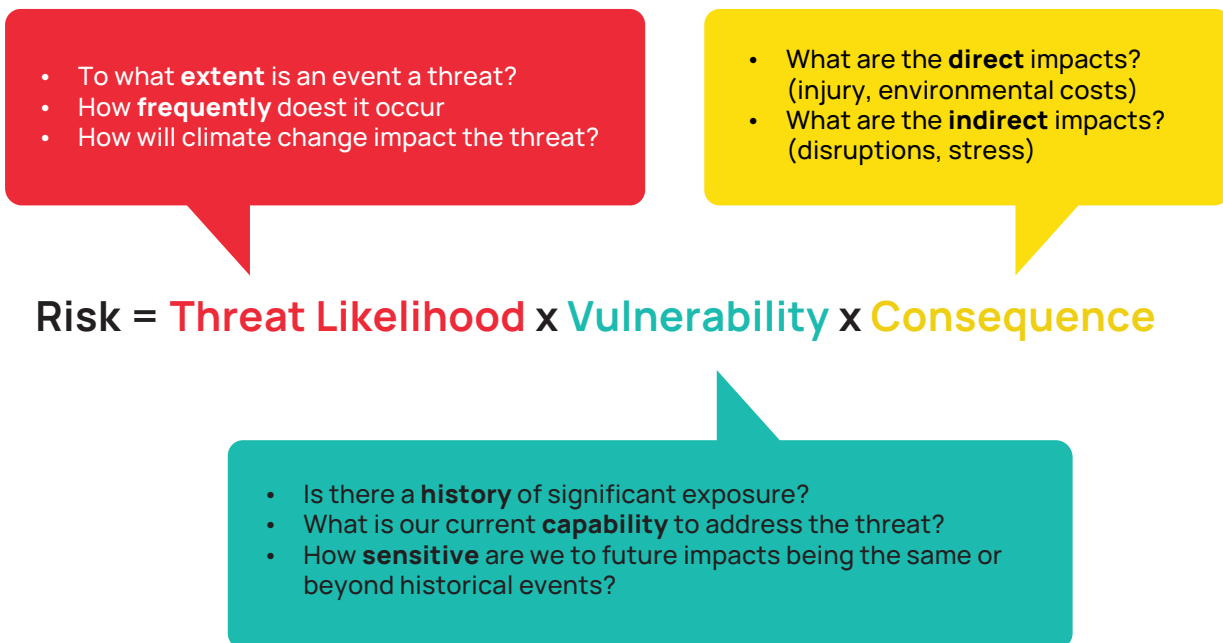 • To what extent is an event a threat?
• How frequently doest it occur
• How will climate change impact the threat?
• What are the direct impacts?
(injury, environmental costs)
• What are the indirect impacts?
(disruptions, stress)
Risk = Threat Likelihood x Vulnerability x Consequence
• Is there a history of significant exposure?
• What is our current capability to address the threat?
• How sensitive are we to future impacts being the same or
beyond historical events?